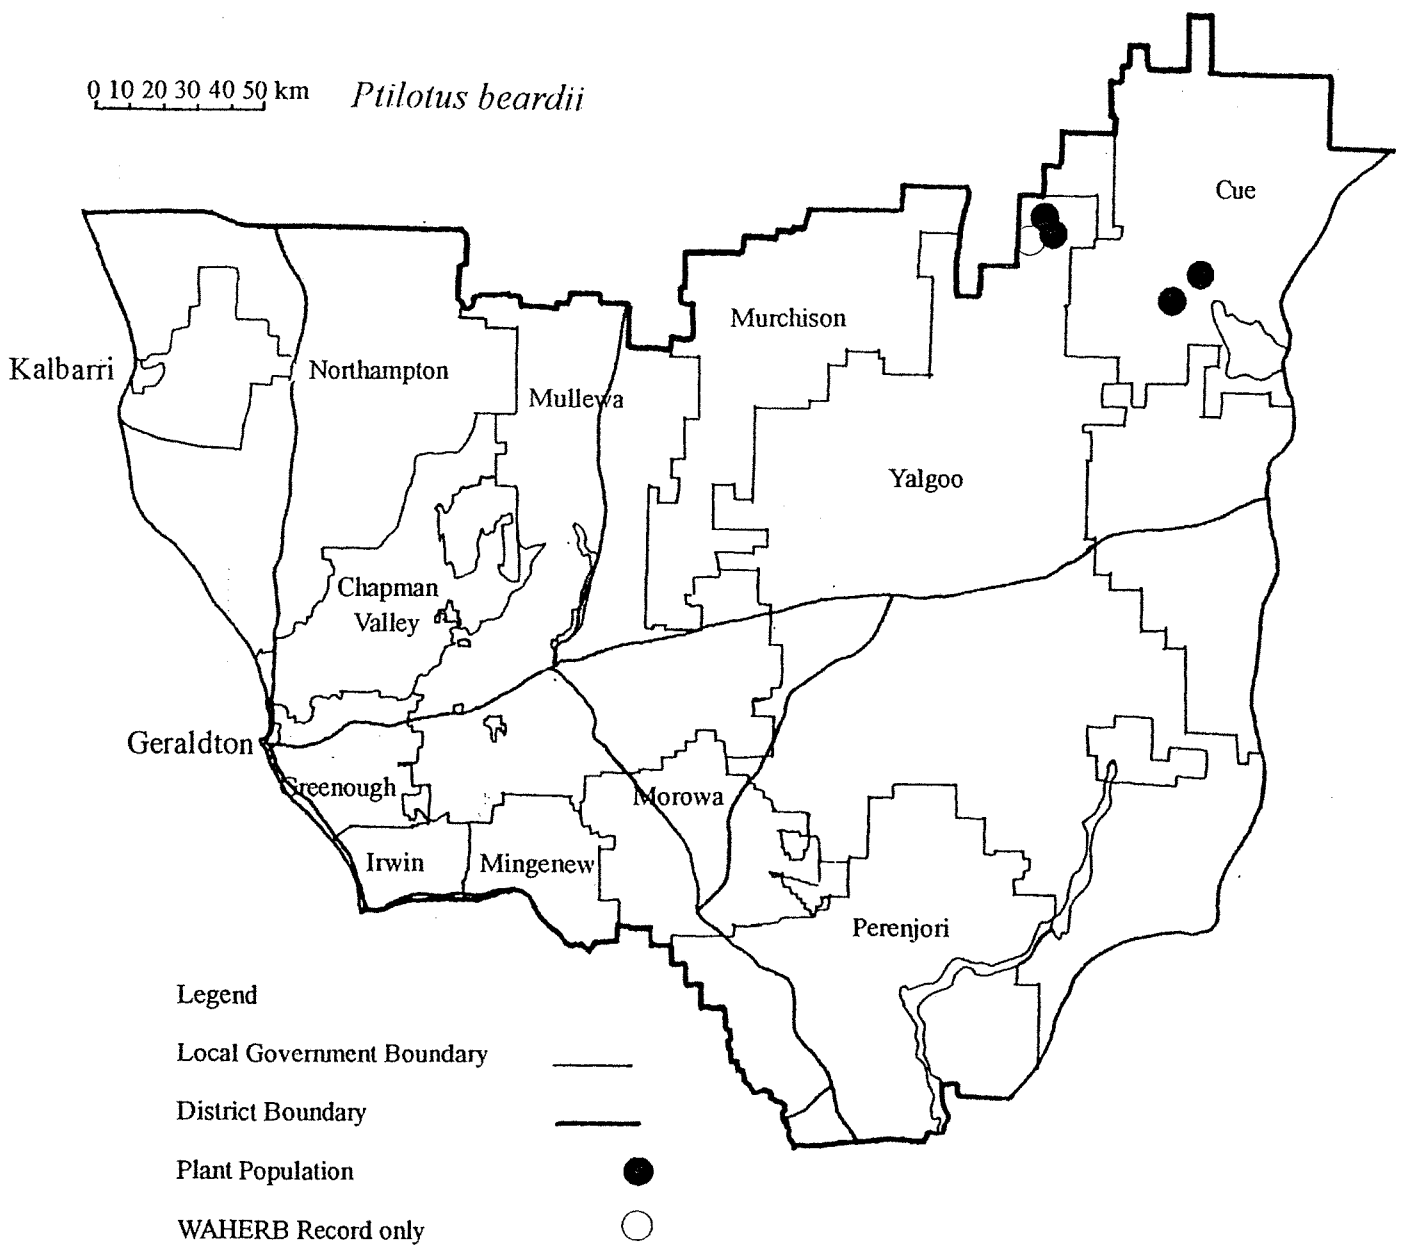 0 10 20 30 40 50 km
Ptilotus beardii
Cue
Murchison
Kalbarri
Northampton
Mullewa
Yalgoo
Chapman
Valley
Geraldton
Greenough
Morowa
Irwin
Mingenew
Perenjori
Legend
Local Government Boundary
District Boundary
Plant Population
WAHERB Record only